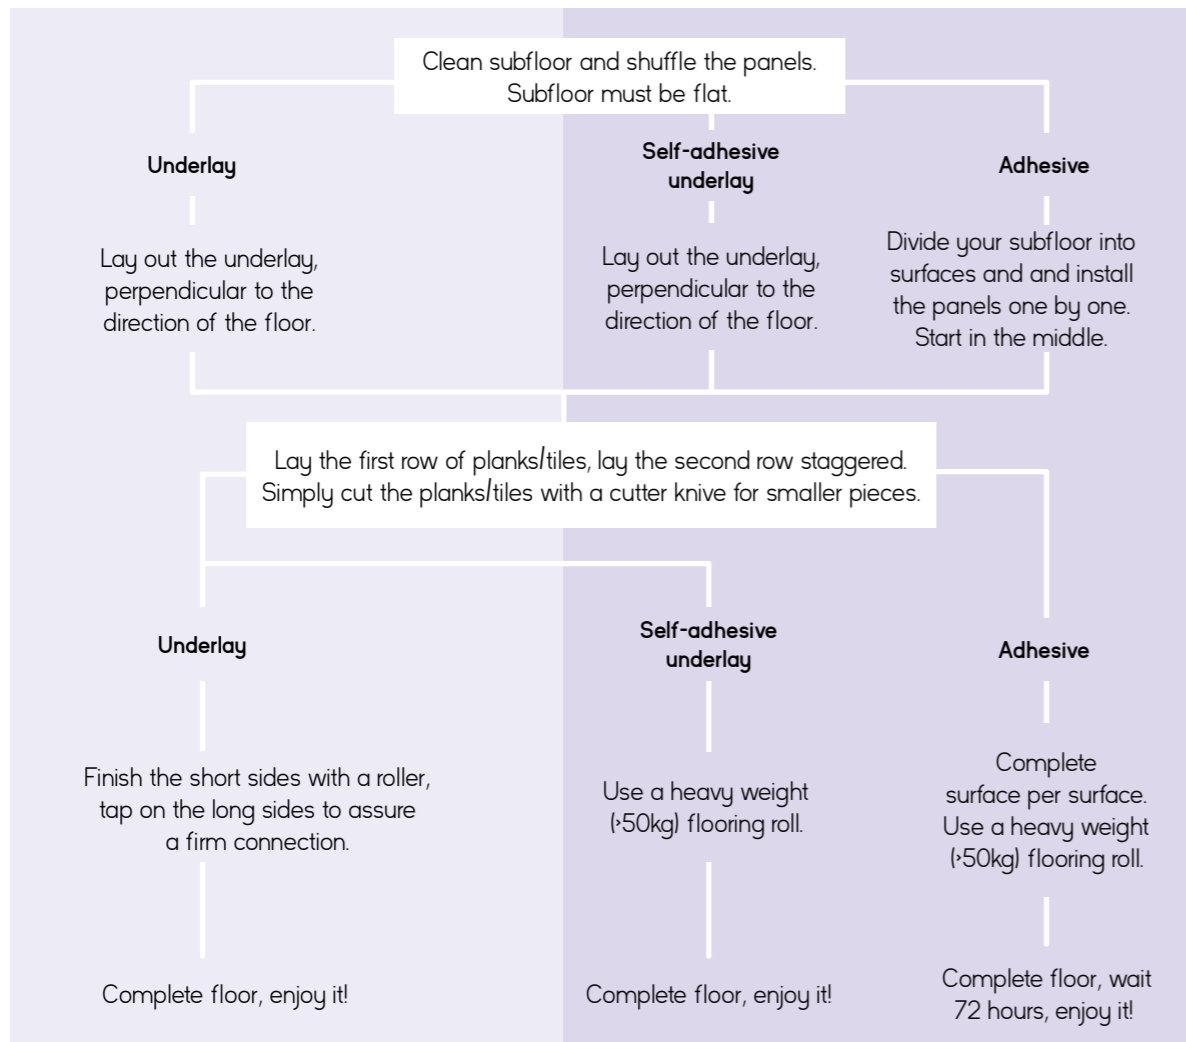 Clean subfloor and shuffle the panels.
Subfloor must be flat.
Underlay
Lay out the underlay,
perpendicular to the
direction of the floor.
Self-adhesive
underlay
Lay out the underlay,
perpendicular to the
direction of the floor.
Adhesive
Divide your subfloor into
surfaces and and install
the panels one by one.
Start in the middle.
Lay the first row of planks/tiles, lay the second row staggered.
Simply cut the planks/tiles with a cutter knive for smaller pieces.
Underlay
Finish the short sides with a roller,
tap on the long sides to assure
a firm connection.
Complete floor, enjoy it!
Self-adhesive
underlay
Use a heavy weight
(>50kg) flooring roll.
Complete floor, enjoy it!
Adhesive
Complete
surface per surface.
Use a heavy weight
(>50kg) flooring roll.
Complete floor, wait
72 hours, enjoy it!